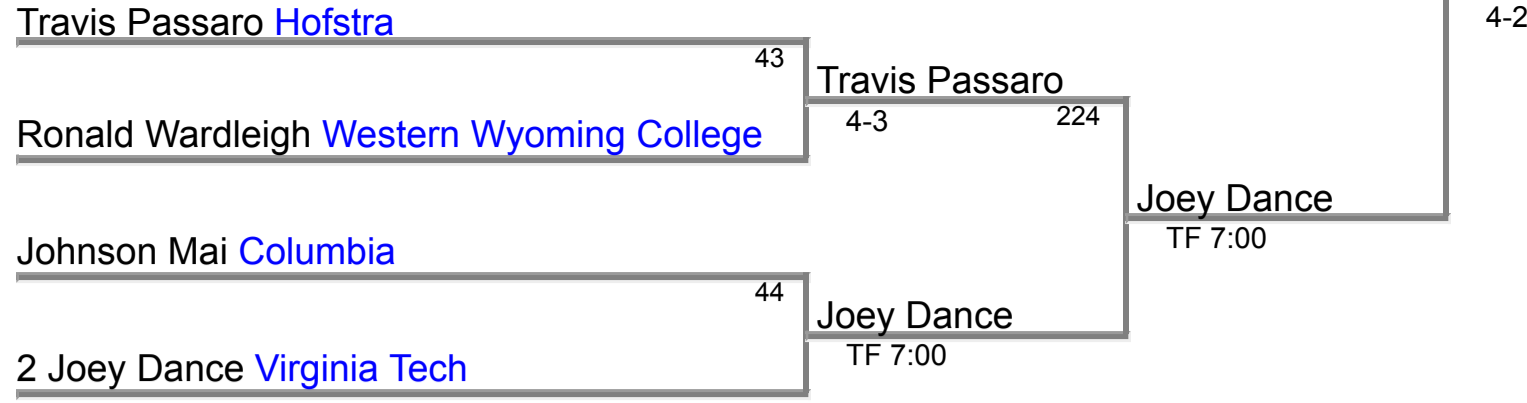 Travis Passaro Hofstra
4-2
43
Travis Passaro
4-3
224
Ronald Wardleigh Western Wyoming College
Joey Dance
TF 7:00
Johnson Mai Columbia
44
Joey Dance
TF 7:00
2 Joey Dance Virginia Tech